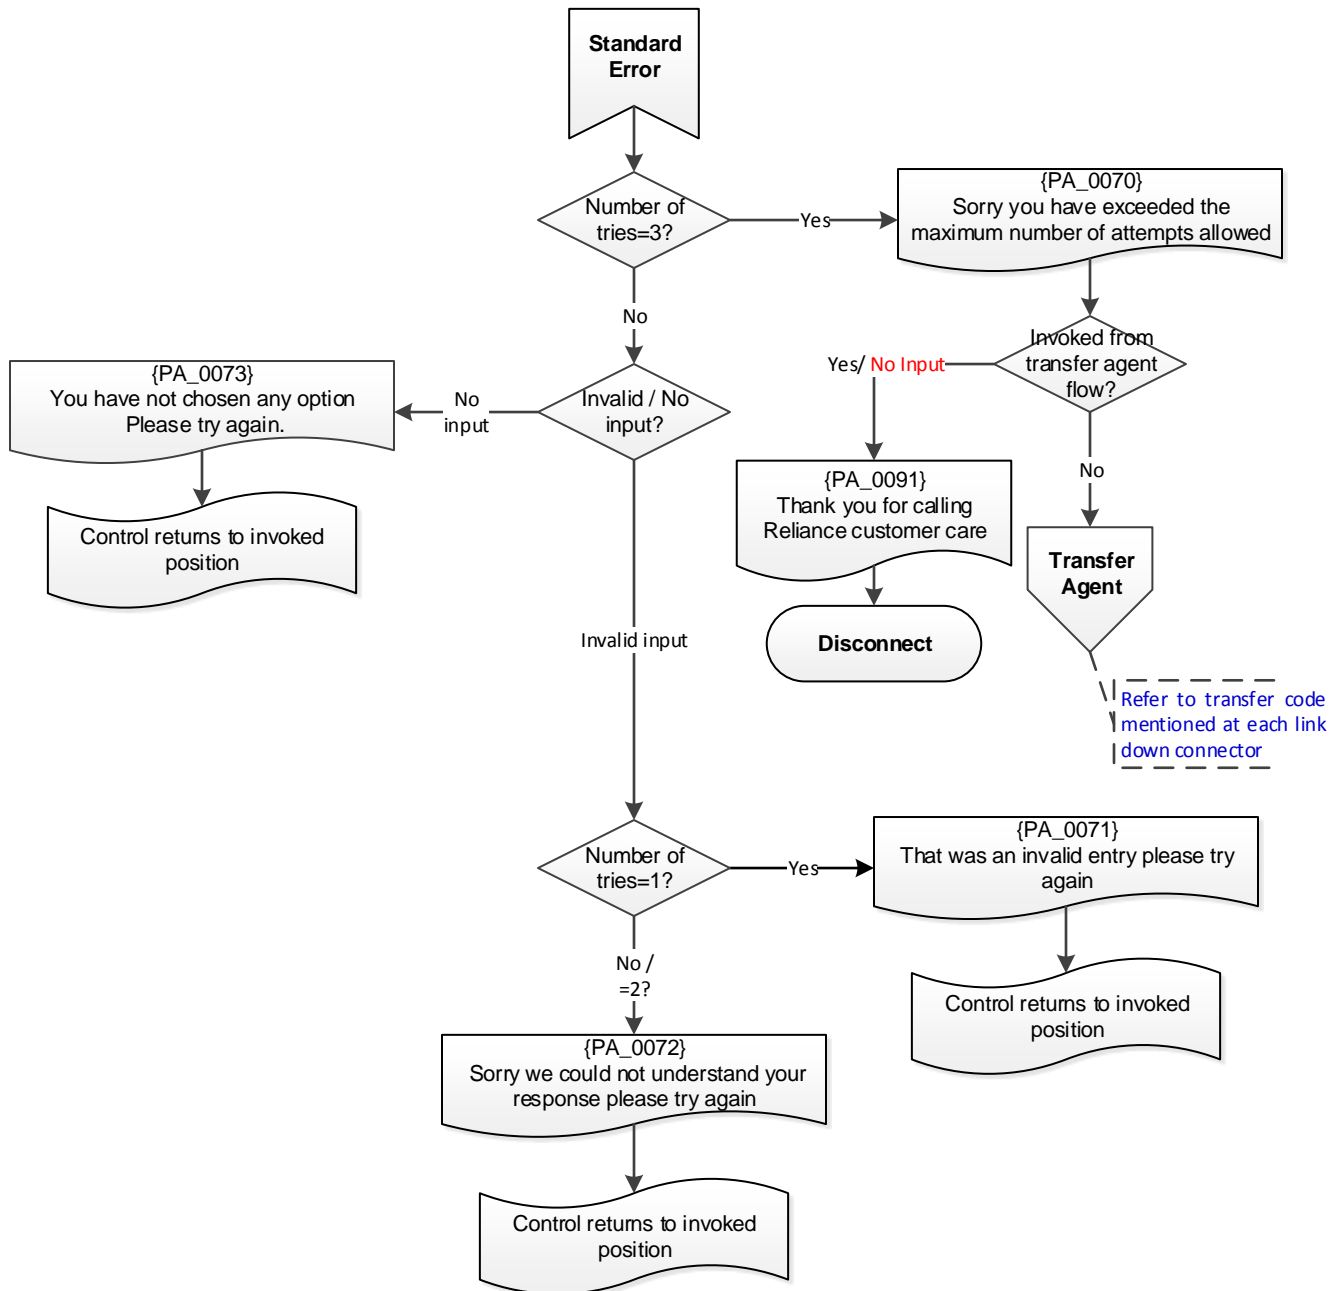 Standard
Error
Number of
tries=3?
Yes
{PA_0070}
Sorry you have exceeded the
maximum number of attempts allowed
No
Invoked from
transfer agent
flow?
Yes/ No Input
No
{PA_0073}
You have not chosen any option
Please try again.
No
input
Invalid / No
input?
Control returns to invoked
position
{PA_0091}
Thank you for calling
Reliance customer care
Disconnect
Transfer
Agent
Refer to transfer code
mentioned at each link
down connector
Invalid input
Number of
tries=1?
Yes
{PA_0071}
That was an invalid entry please try
again
Control returns to invoked
position
No /
=2?
{PA_0072}
Sorry we could not understand your
response please try again
Control returns to invoked
position